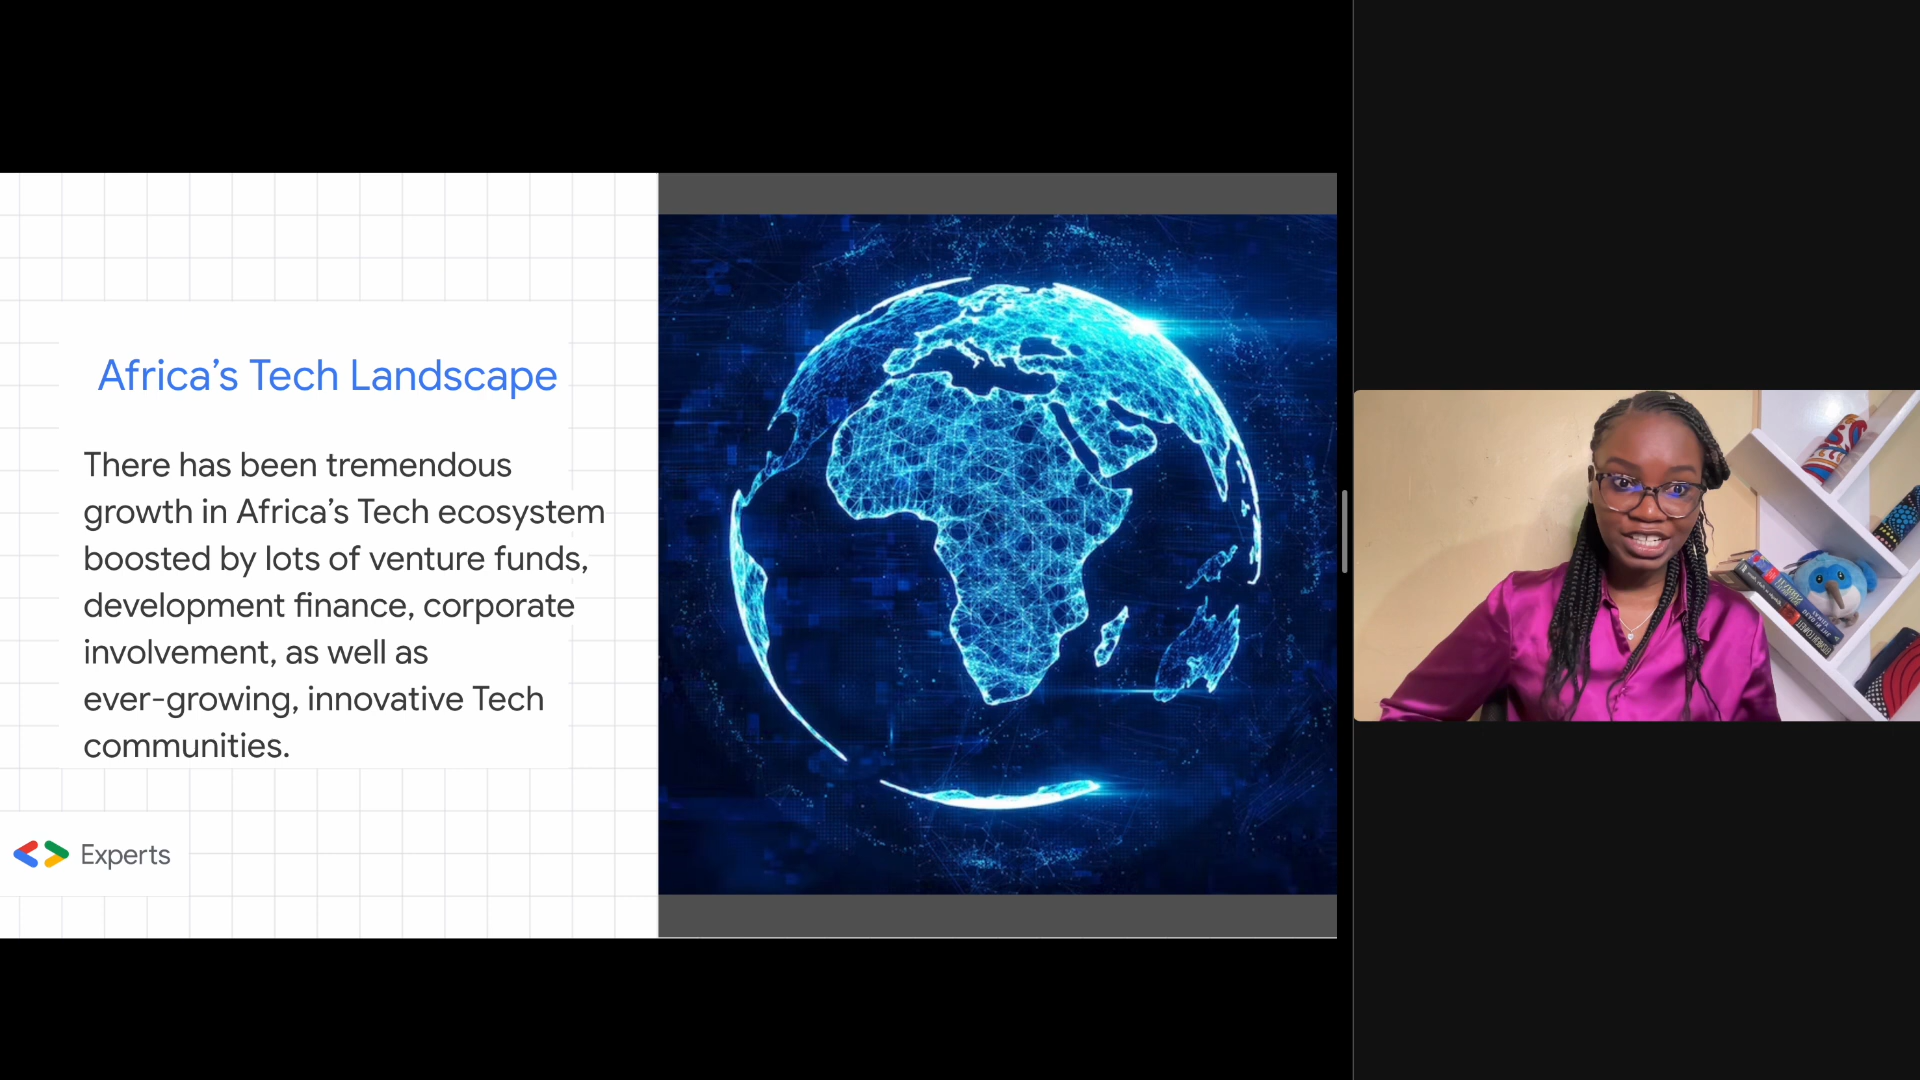 Africa’s Tech Landscape
There has been tremendous
growth in Africa’s Tech ecosystem
boosted by lots of venture funds,
development finance, corporate
involvement, as well as
ever-growing, innovative Tech
communities.
Experts